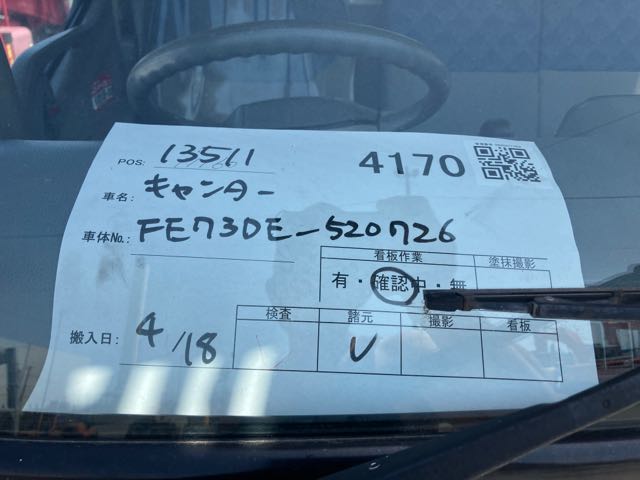 POS: 13511
4170
車名: キャンター
車体No.: FE73DE-520726
看板作業 塗抹撮影
有・確認中・無
搬入日: 4/18
検査 諸元 撮影 看板
V